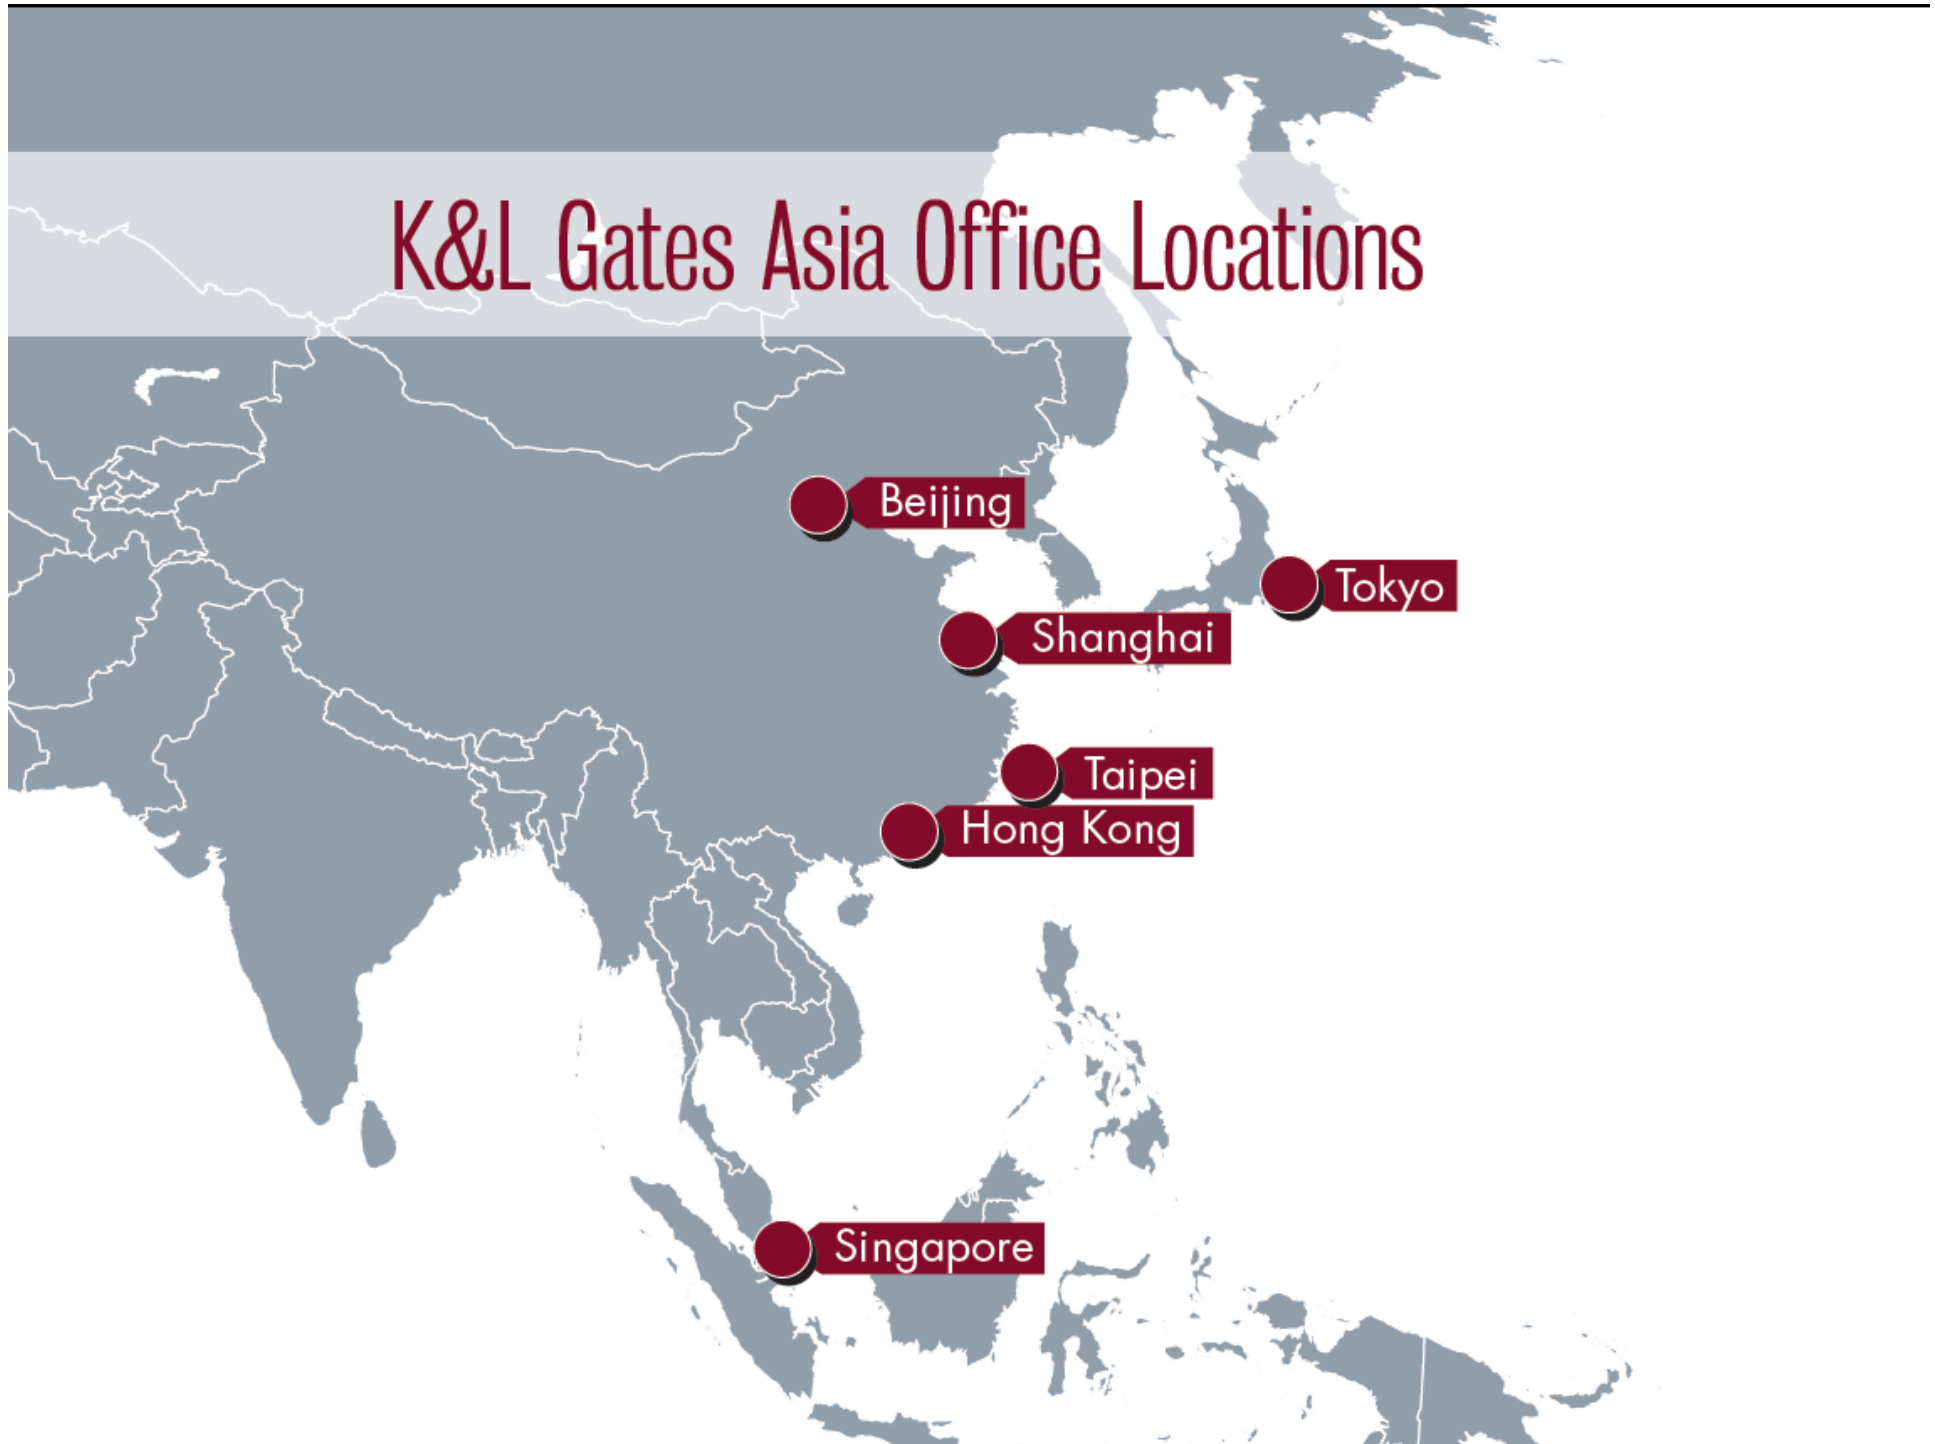 K&L Gates Asia Office Locations
Beijing
Tokyo
Shanghai
Taipei
Hong Kong
Singapore